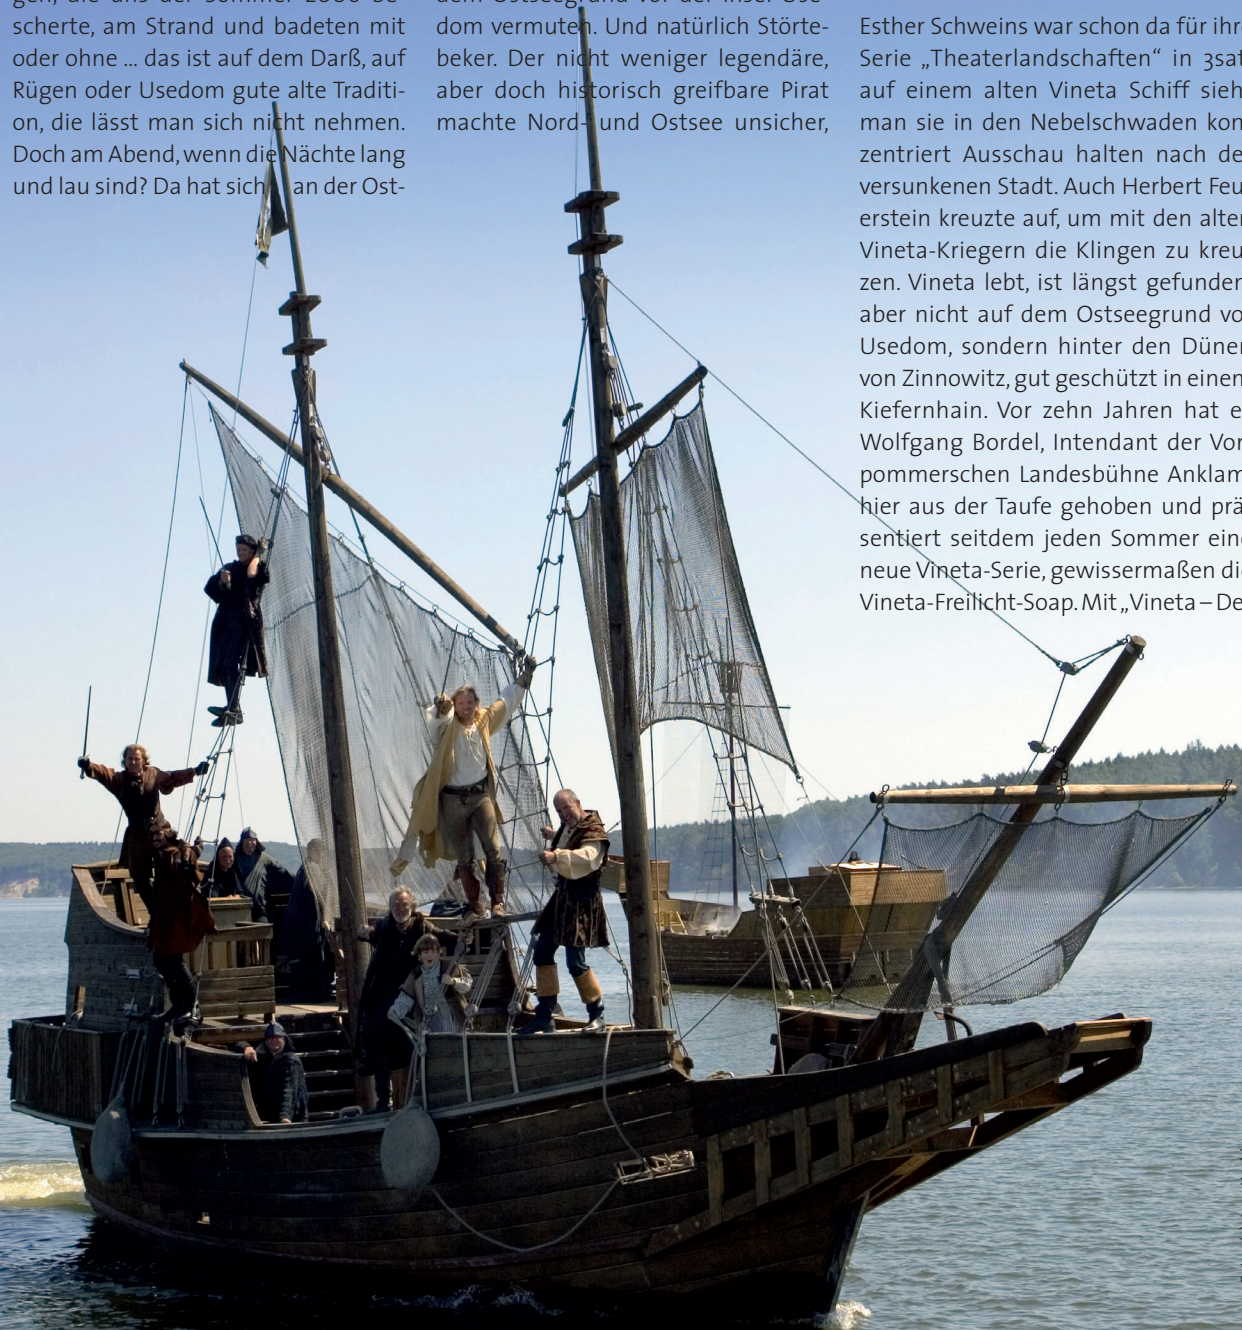 scherte, am Strand und badeten mit
oder ohne ... das ist auf dem Darß, auf
Rügen oder Usedom gute alte Traditi-
on, die lässt man sich nicht nehmen.
Doch am Abend, wenn die Nächte lang
und lau sind? Da hat sich an der Ost-
dom vermuten. Und natürlich Störte-
beker. Der nicht weniger legendäre,
aber doch historisch greifbare Pirat
machte Nord- und Ostsee unsicher,
Esther Schweins war schon da für ihre
Serie „Theaterlandschaften“ in 3sat
auf einem alten Vineta Schiff sieh
man sie in den Nebelschwaden kon
zentriert Ausschau halten nach de
versunkenen Stadt. Auch Herbert Feu
erstein kreuzte auf, um mit den alten
Vineta-Kriegern die Klingen zu kreu
zen. Vineta lebt, ist längst gefunden
aber nicht auf dem Ostseegrund vo
Usedom, sondern hinter den Dünen
von Zinnowitz, gut geschützt in einem
Kiefernhain. Vor zehn Jahren hat e
Wolfgang Bordel, Intendant der Vor
pommerschen Landesbühne Anklam
hier aus der Taufe gehoben und prä
sentiert seitdem jeden Sommer eine
neue Vineta-Serie, gewissermaßen die
Vineta-Freilicht-Soap. Mit „Vineta – De